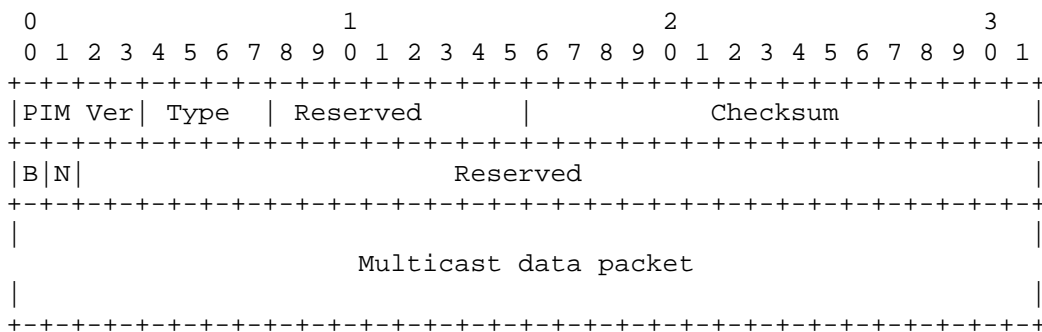 0                   1                   2                   3
 0 1 2 3 4 5 6 7 8 9 0 1 2 3 4 5 6 7 8 9 0 1 2 3 4 5 6 7 8 9 0 1
+-+-+-+-+-+-+-+-+-+-+-+-+-+-+-+-+-+-+-+-+-+-+-+-+-+-+-+-+-+-+-+-+
|PIM Ver| Type  | Reserved      |           Checksum            |
+-+-+-+-+-+-+-+-+-+-+-+-+-+-+-+-+-+-+-+-+-+-+-+-+-+-+-+-+-+-+-+-+
|B|N|                       Reserved                            |
+-+-+-+-+-+-+-+-+-+-+-+-+-+-+-+-+-+-+-+-+-+-+-+-+-+-+-+-+-+-+-+-+
|                                                               |
                      Multicast data packet
|                                                               |
+-+-+-+-+-+-+-+-+-+-+-+-+-+-+-+-+-+-+-+-+-+-+-+-+-+-+-+-+-+-+-+-+